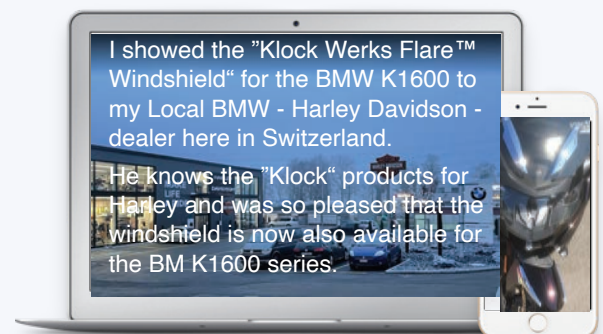 I showed the "Klock Werks Flare™
Windshield“ for the BMW K1600 to
my Local BMW - Harley Davidson -
dealer here in Switzerland.
He knows the "Klock“ products for
Harley and was so pleased that the
windshield is now also available for
the BM K1600 series.
LIFE